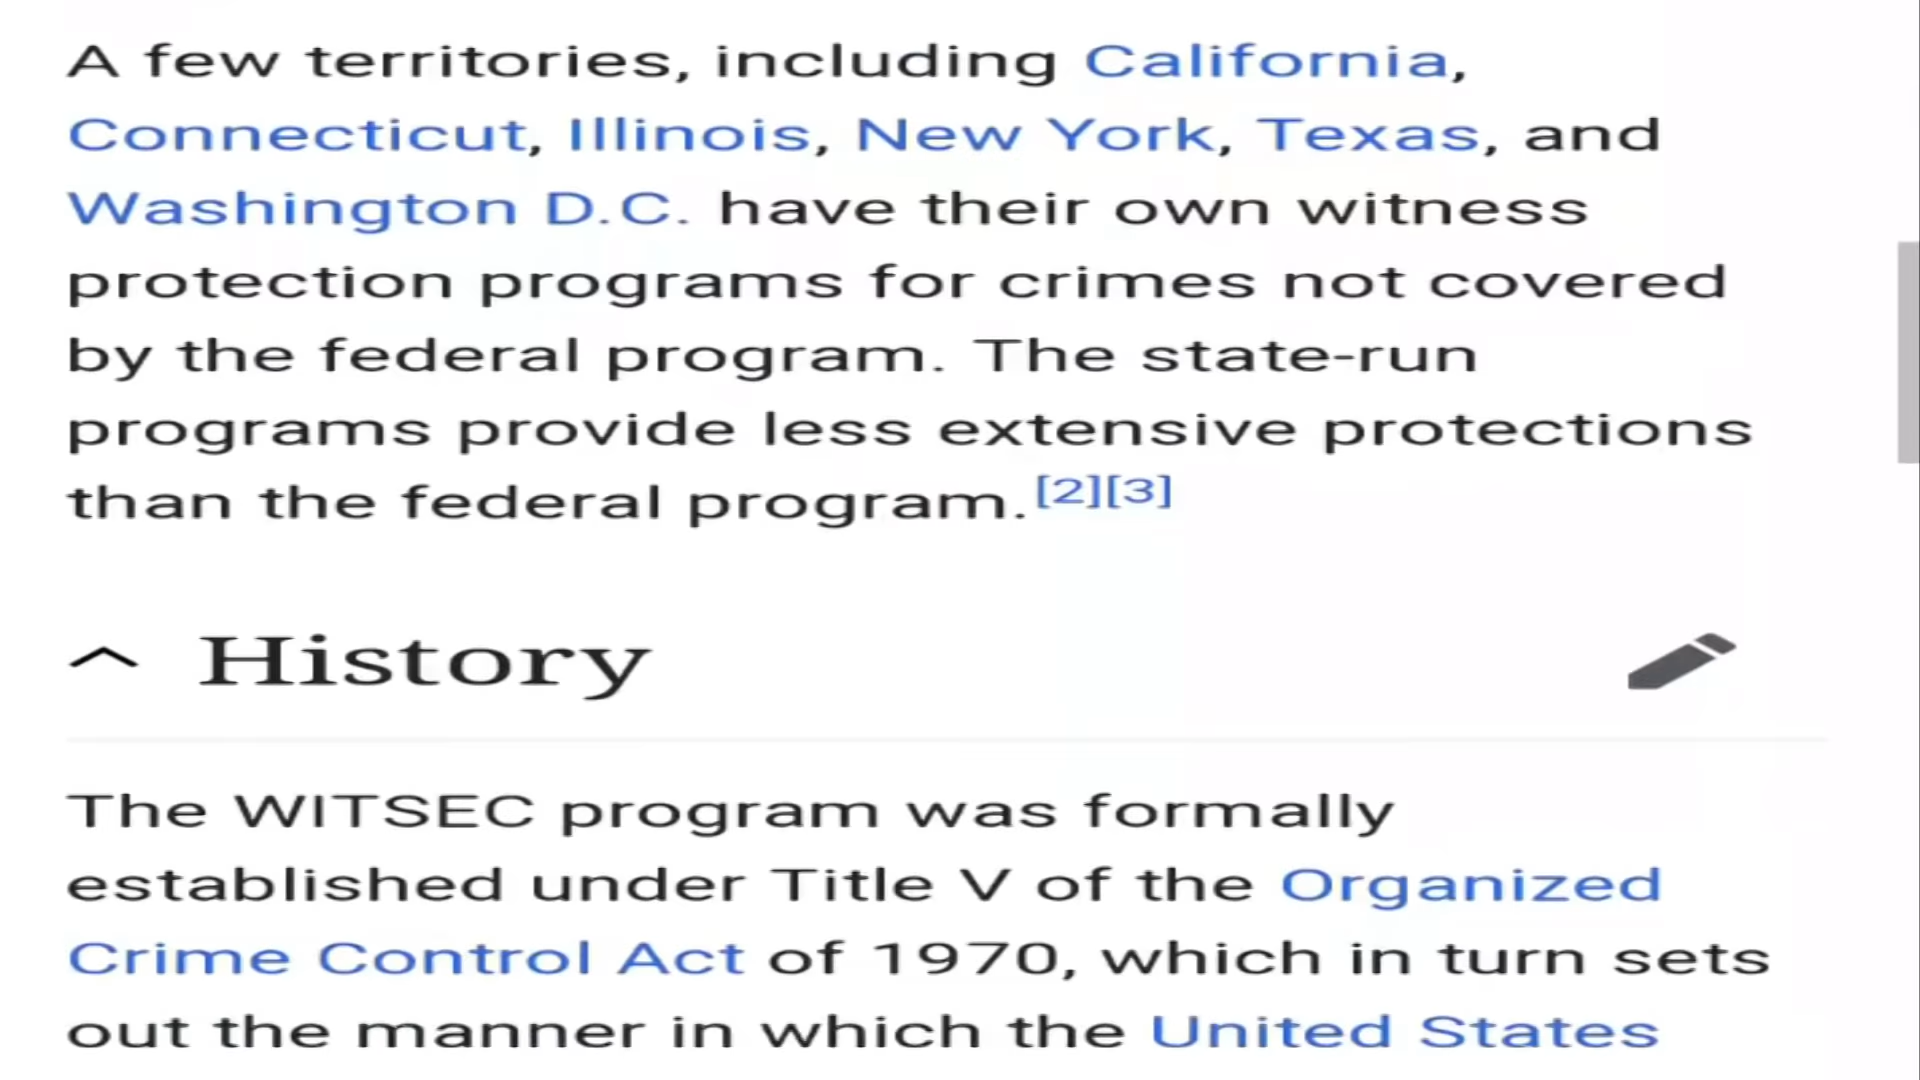 A few territories, including California,
Connecticut, Illinois, New York, Texas, and
Washington D.C. have their own witness
protection programs for crimes not covered
by the federal program. The state-run
programs provide less extensive protections
than the federal program.[2][3]
History
The WITSEC program was formally
established under Title V of the Organized
Crime Control Act of 1970, which in turn sets
out the manner in which the United States